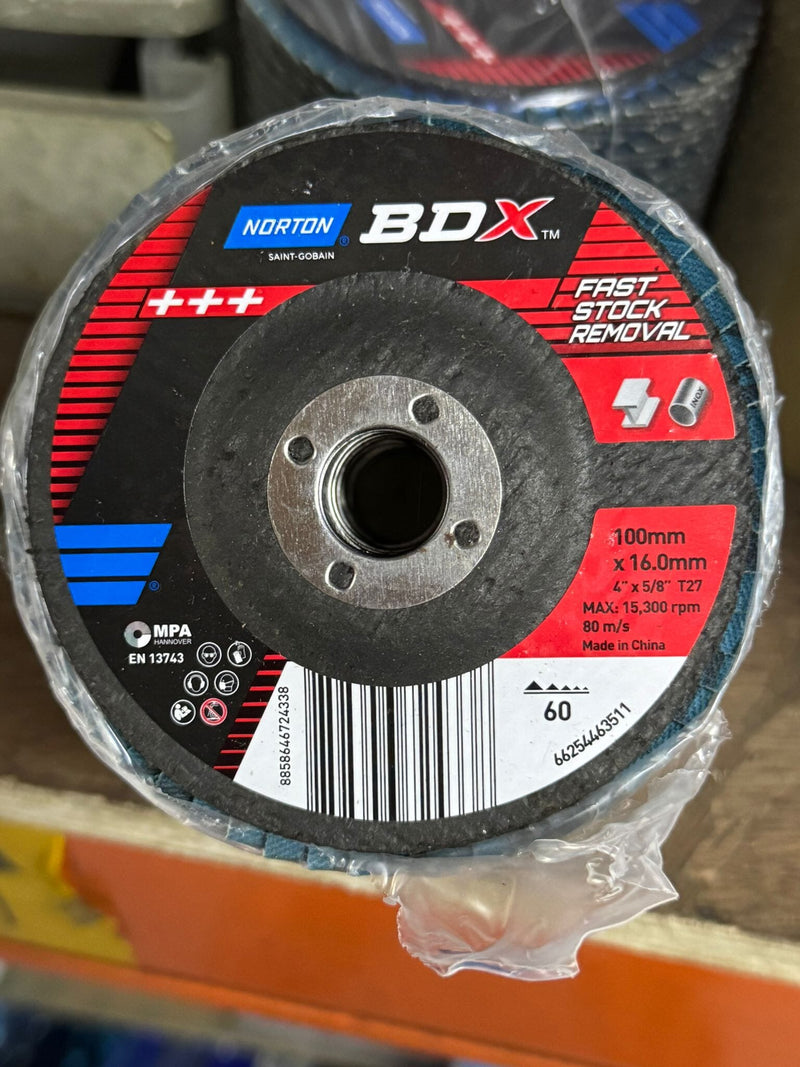 NORTON
®
SAINT-GOBAIN
BDX™
+++
FAST
STOCK
REMOVAL
INOX
100mm
x 16.0mm
4" x 5/8" T27
MAX: 15,300 rpm
80 m/s
Made in China
®
MPA
HANNOVER
EN 13743
8858646724338
60
66254463511